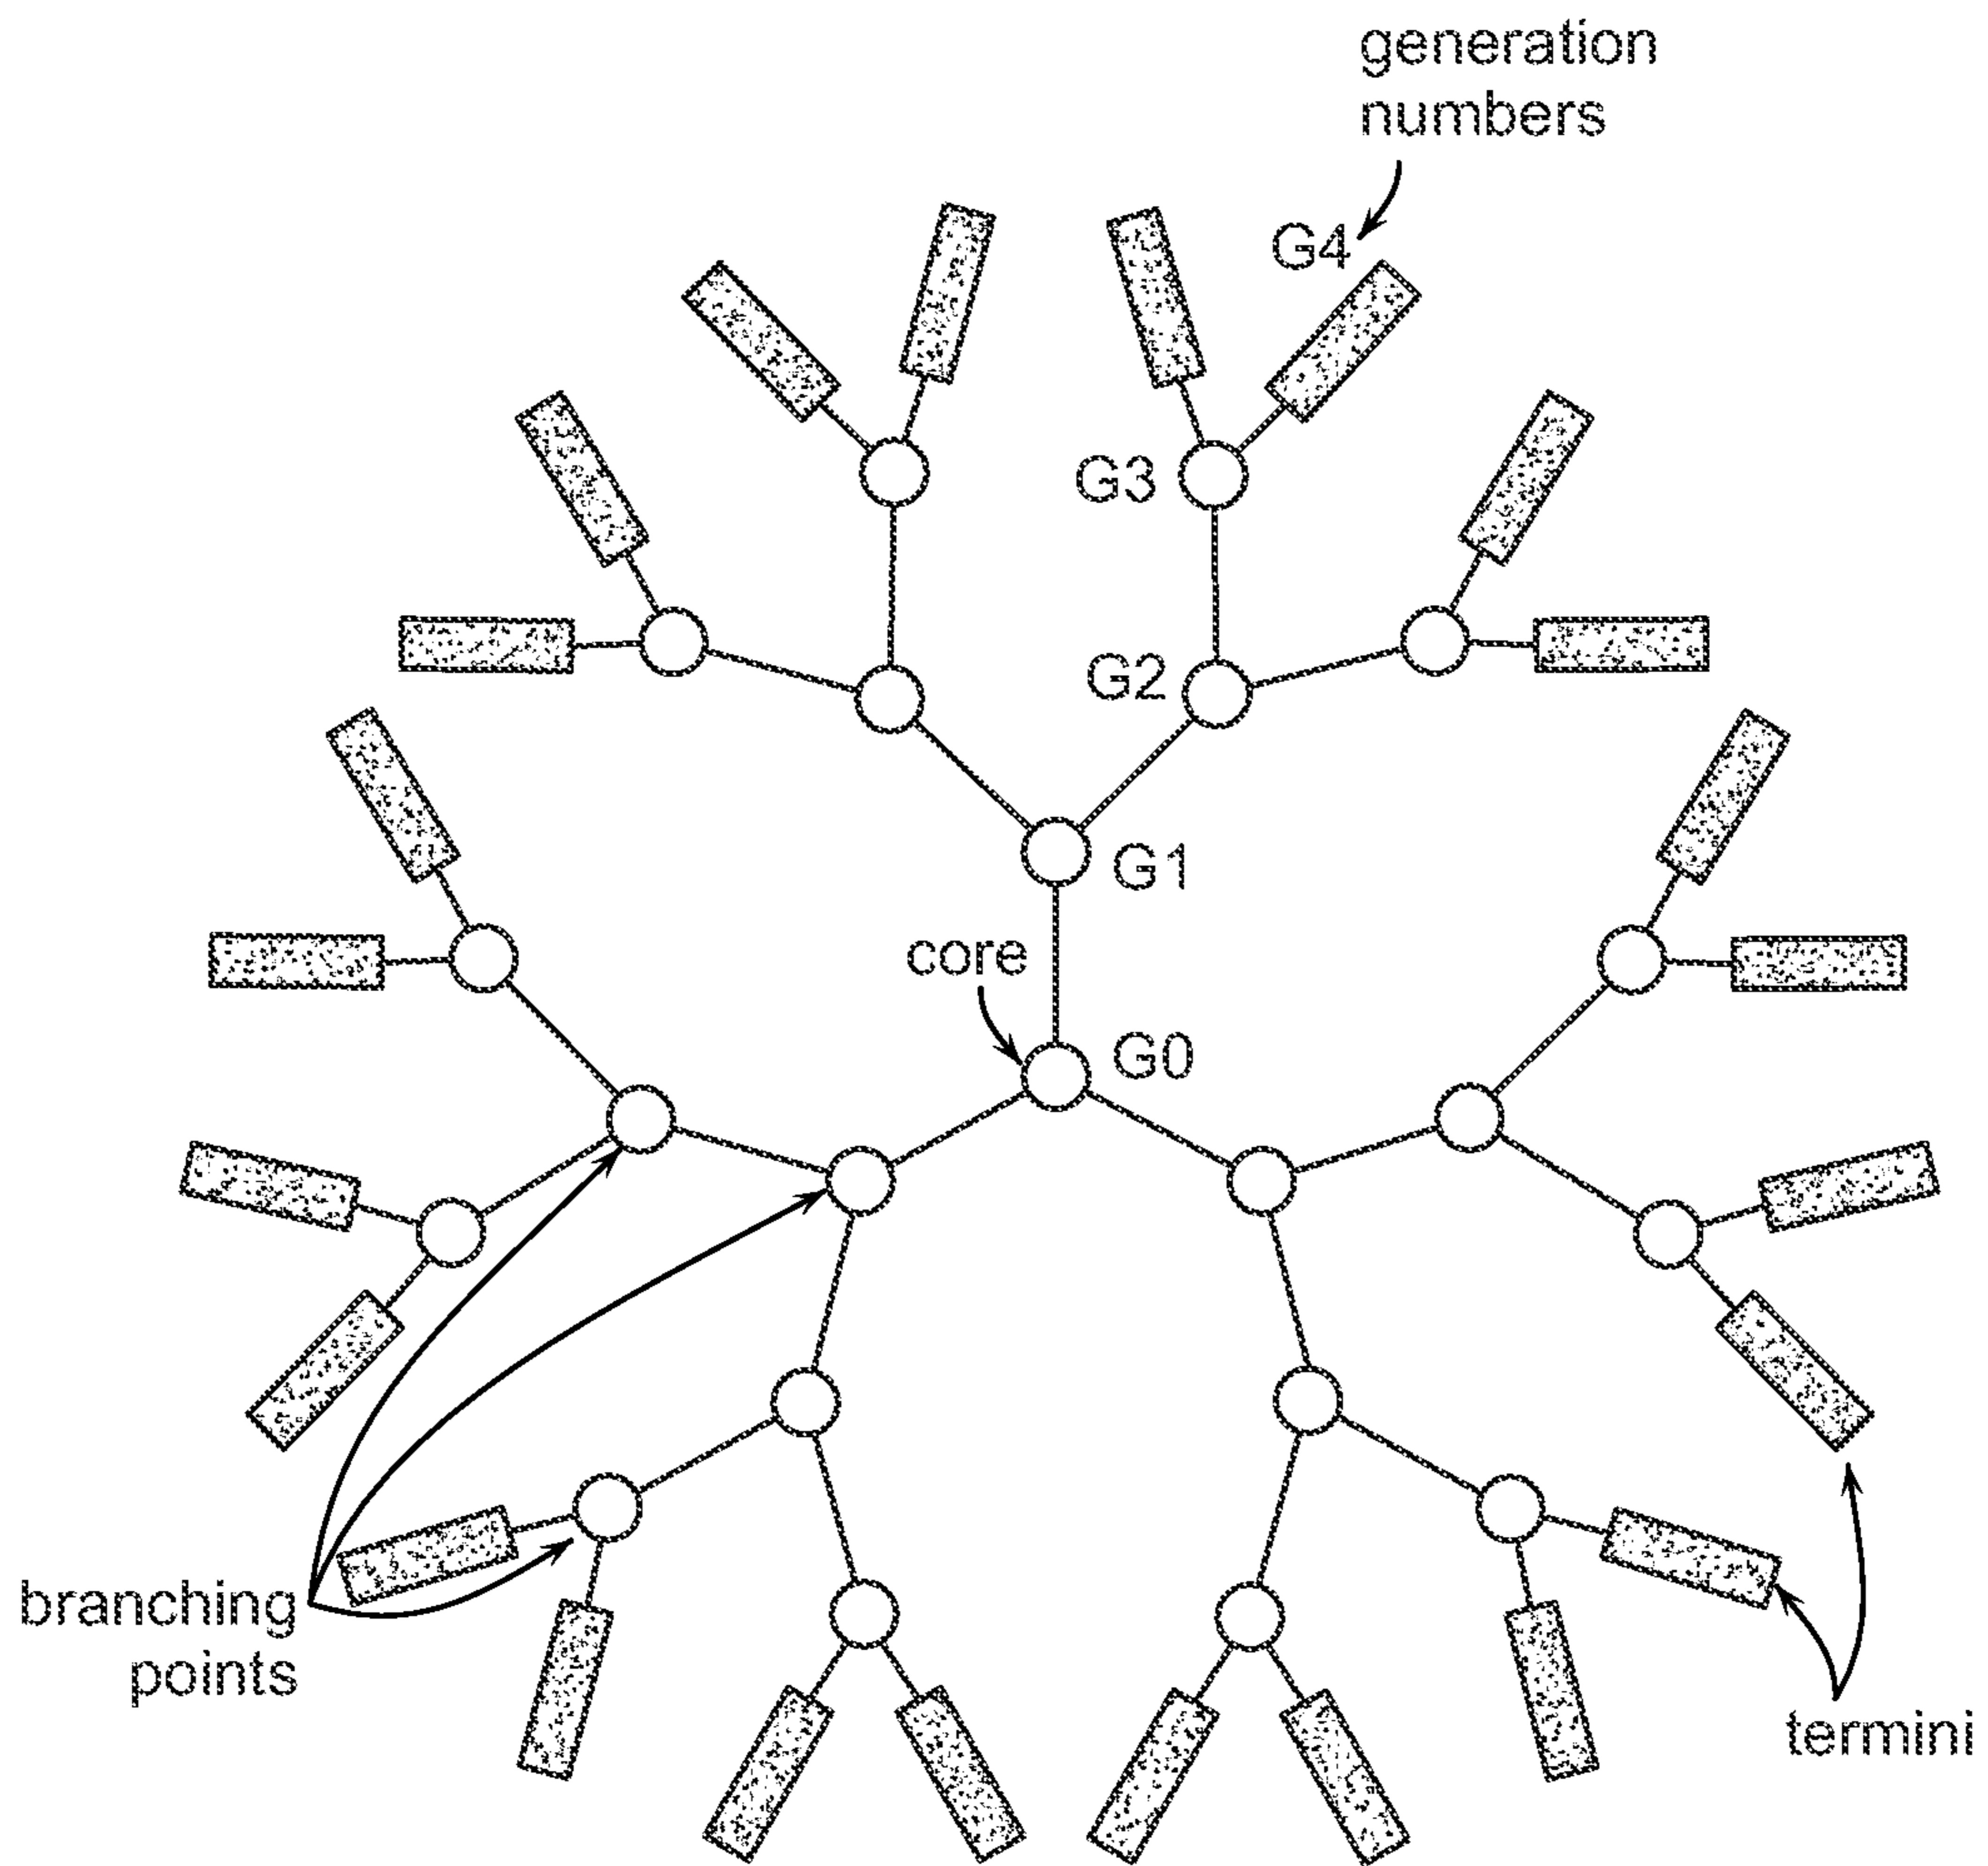 generation
numbers
G4
G3
G2
G1
core
G0
branching
points
termini